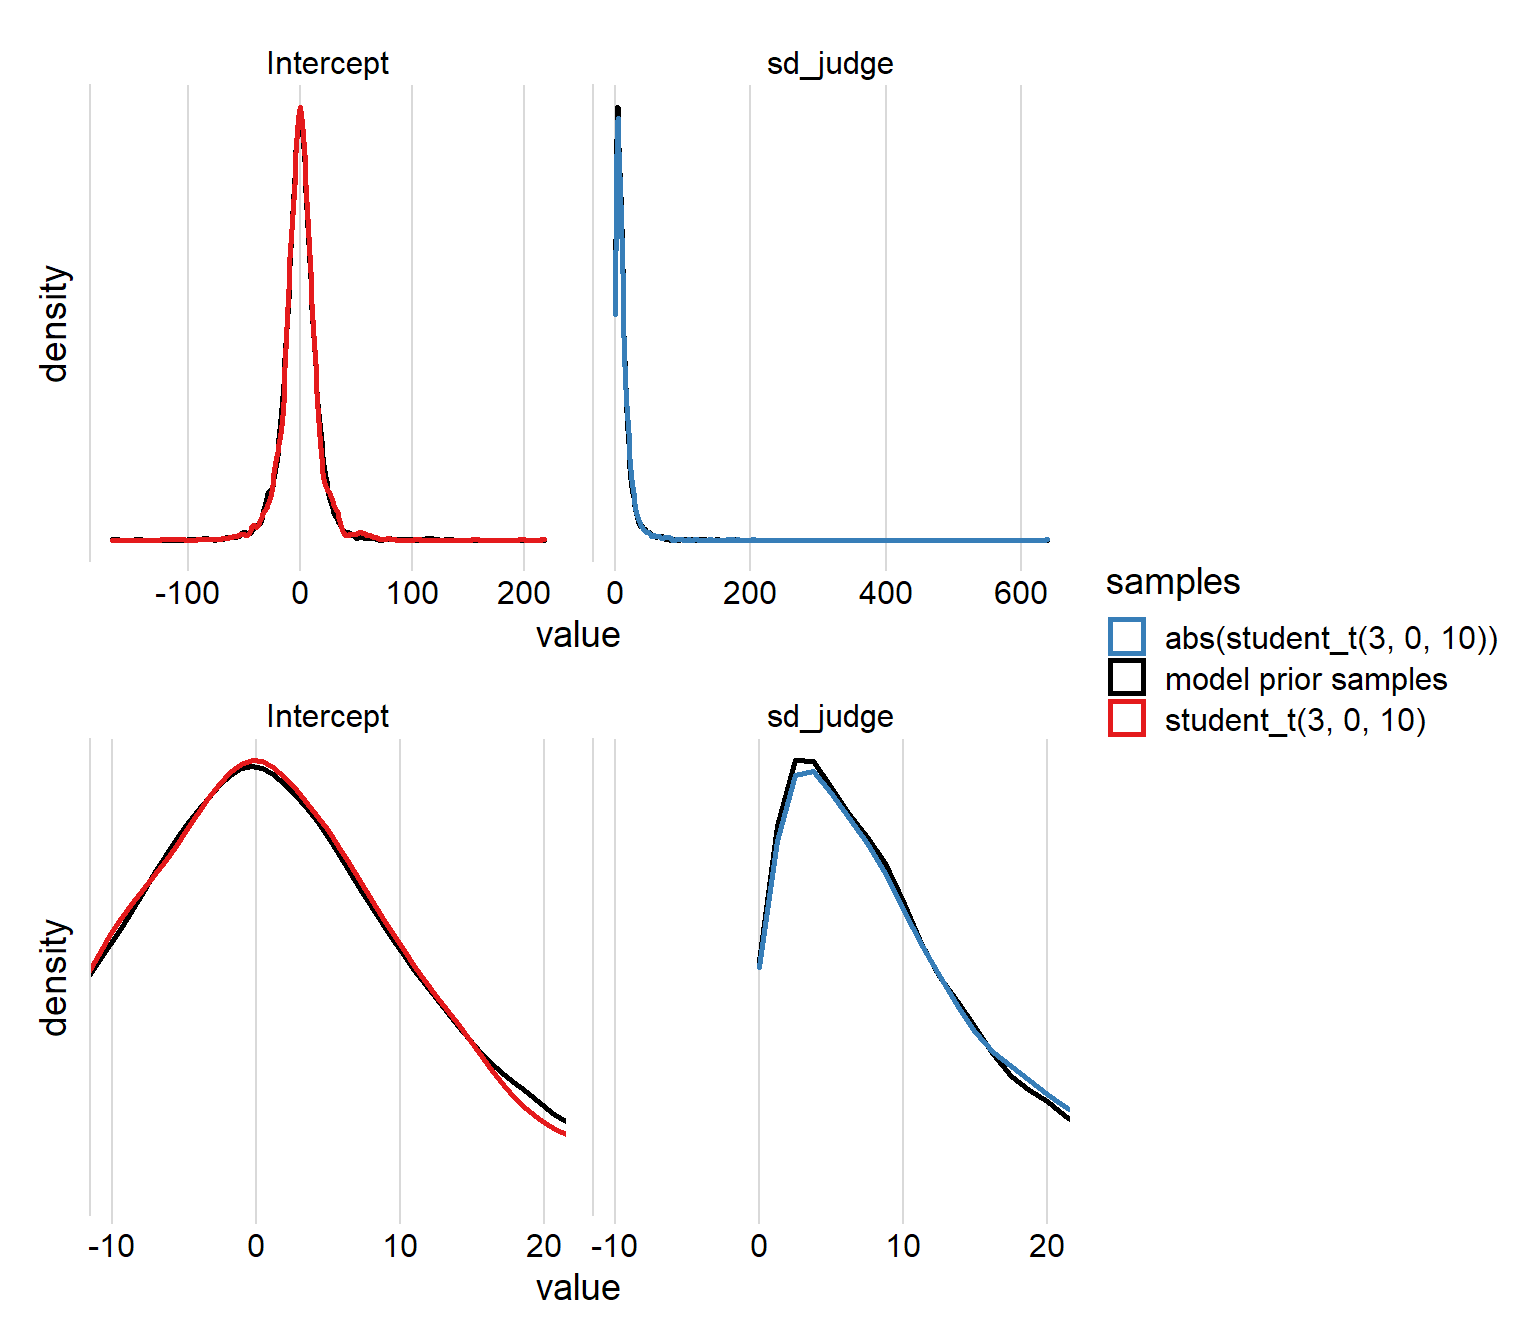 Intercept
sd_judge
density
-100 0 100 200
0 200 400 600
value
samples
abs(student_t(3, 0, 10))
model prior samples
student_t(3, 0, 10)
Intercept
sd_judge
density
-10 0 10 20
-10 0 10 20
value